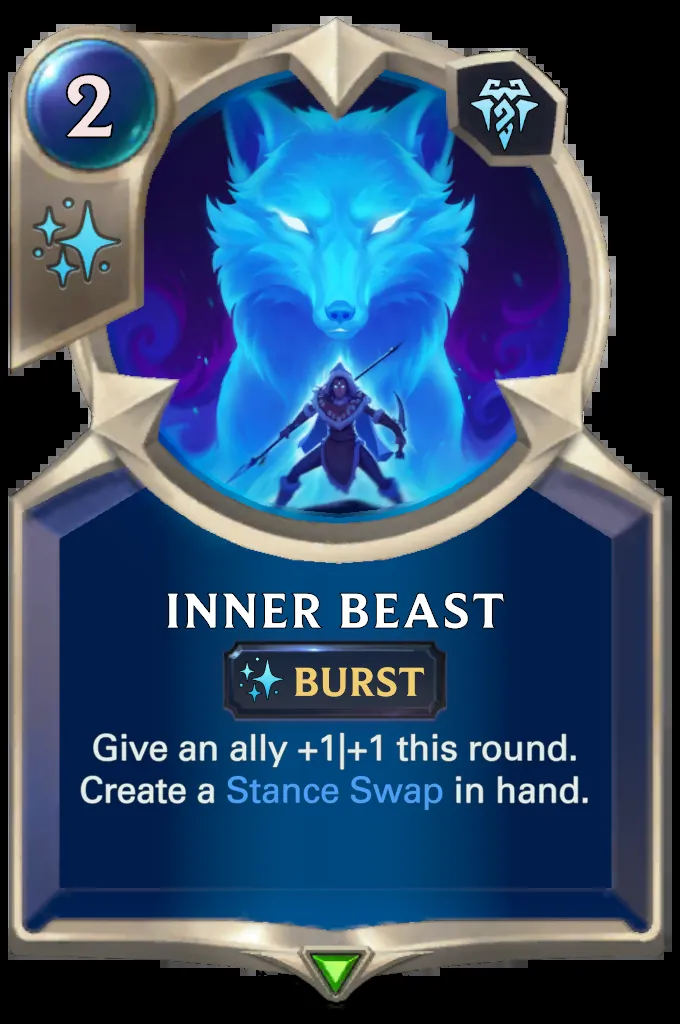 2
INNER BEAST
BURST
Give an ally +1|+1 this round.
Create a Stance Swap in hand.